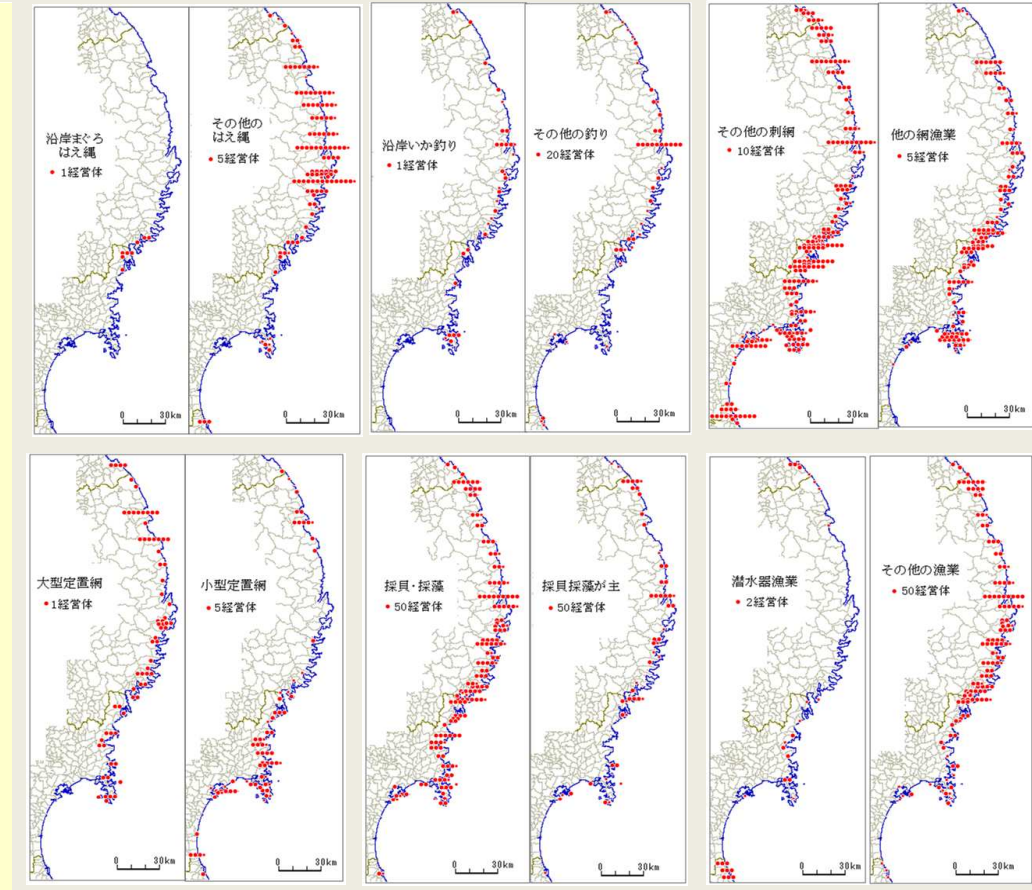 沿岸まぐろ
はえ縄
1経営体
0 30km
その他の
はえ縄
5経営体
0 30km
沿岸いか釣り
1経営体
0 30km
その他の釣り
20経営体
0 30km
その他の刺網
10経営体
0 30km
他の網漁業
5経営体
0 30km
大型定置網
1経営体
0 30km
小型定置網
5経営体
0 30km
採貝・採藻
50経営体
0 30km
採貝採藻が主
50経営体
0 30km
潜水器漁業
2経営体
0 30km
その他の漁業
50経営体
0 30km